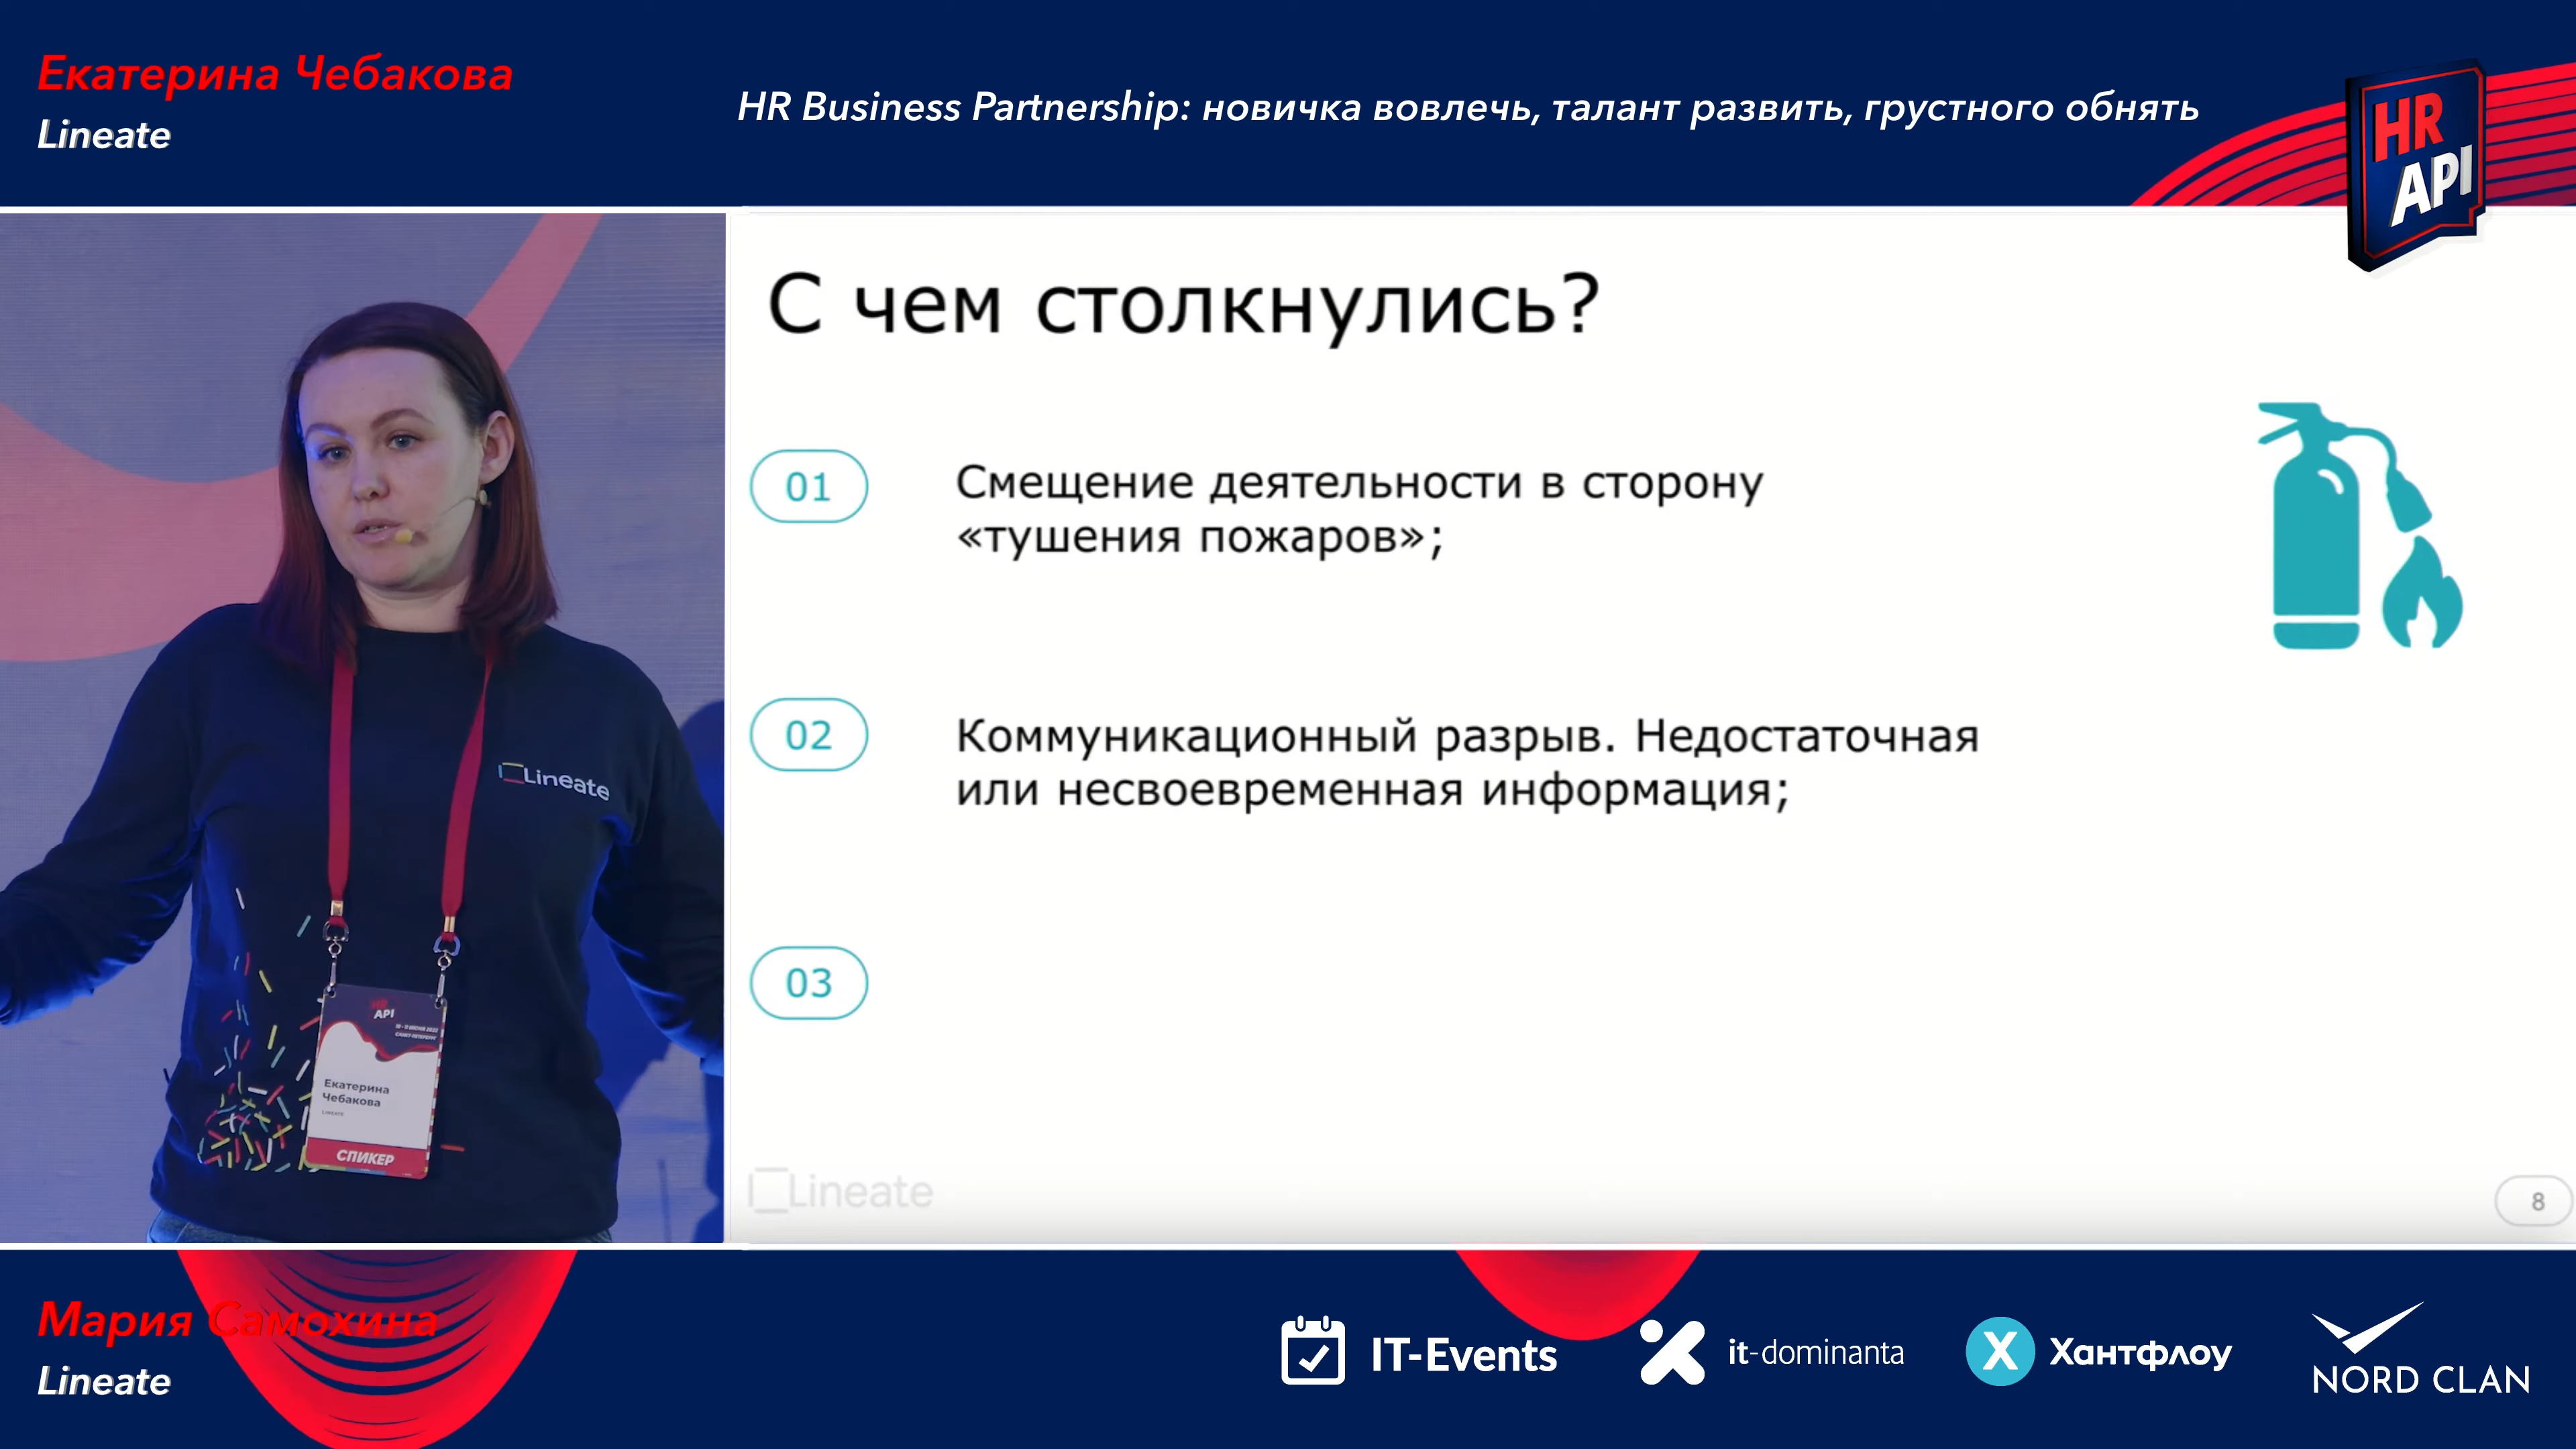 Екатерина Чебакова
Lineate
HR Business Partnership: новичка вовлечь, талант развить, грустного обнять
HR
API
С чем столкнулись?
01
Смещение деятельности в сторону
«тушения пожаров»;
02
Коммуникационный разрыв. Недостаточная
или несвоевременная информация;
03
Lineate
8
Lineate
HR
API
Екатерина
Чебакова
СПИКЕР
Мария Самохина
Lineate
IT-Events
it-dominanta
Хантфлоу
NORD CLAN